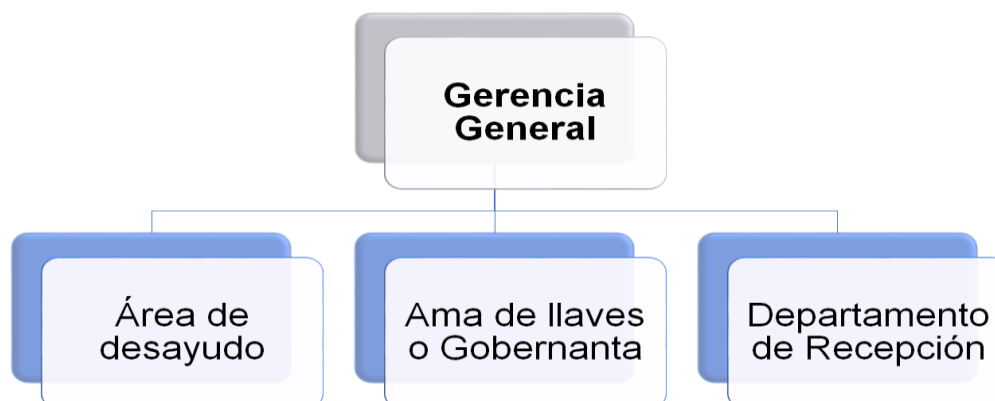 Gerencia
General
Área de
desayudo
Ama de llaves
o Gobernanta
Departamento
de Recepción